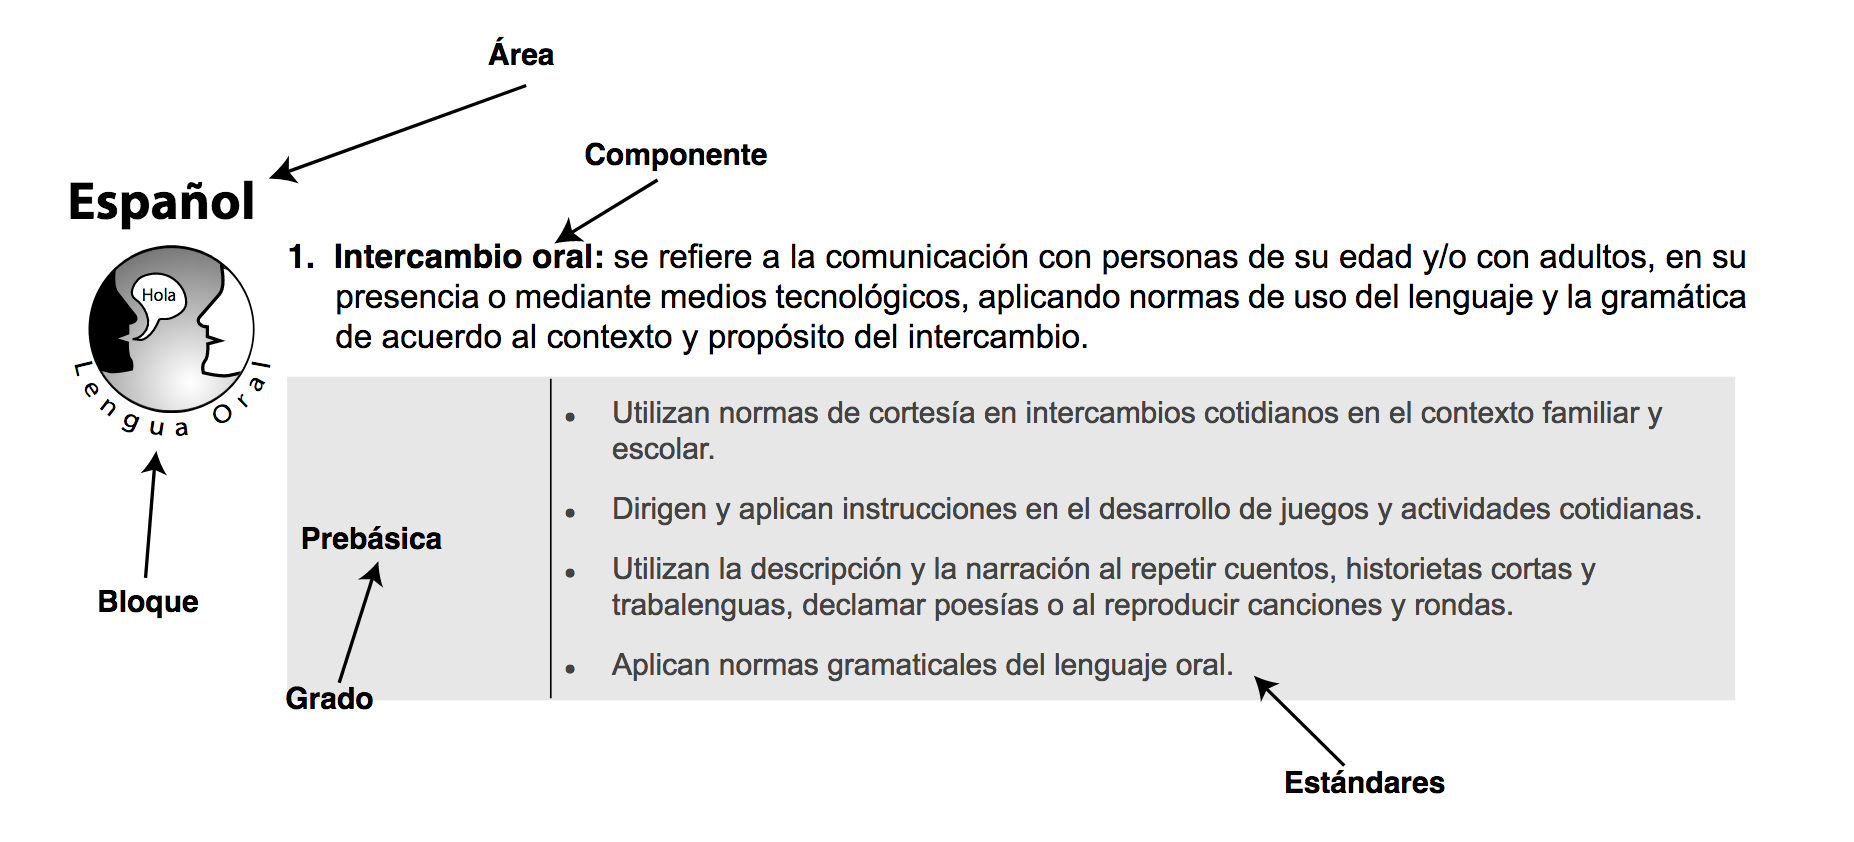 Área
Componente
Español
1. Intercambio oral: se refiere a la comunicación con personas de su edad y/o con adultos, en su
presencia o mediante medios tecnológicos, aplicando normas de uso del lenguaje y la gramática
de acuerdo al contexto y propósito del intercambio.
Hola
Lengua Oral
Bloque
Prebásica
Grado
• Utilizan normas de cortesía en intercambios cotidianos en el contexto familiar y
escolar.
• Dirigen y aplican instrucciones en el desarrollo de juegos y actividades cotidianas.
• Utilizan la descripción y la narración al repetir cuentos, historietas cortas y
trabalenguas, declamar poesías o al reproducir canciones y rondas.
• Aplican normas gramaticales del lenguaje oral.
Estándares